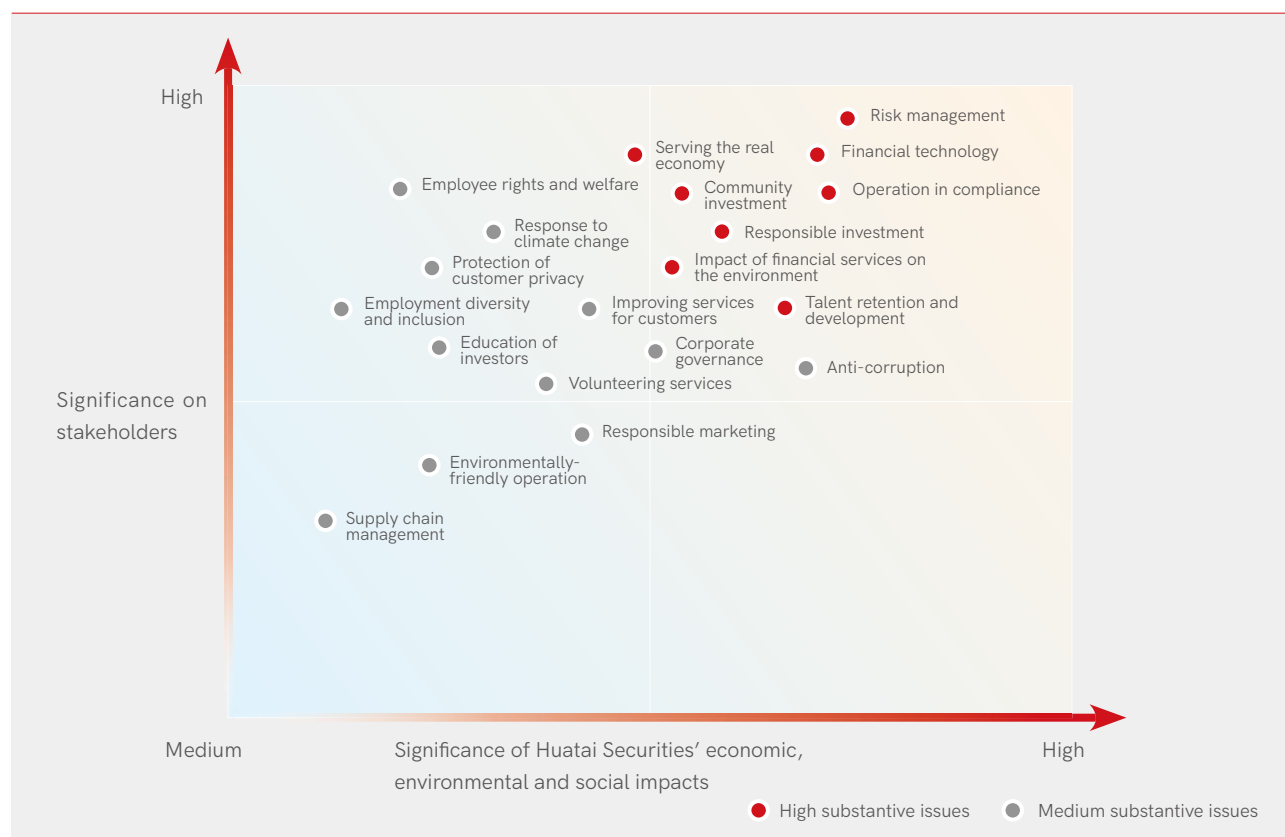 High
Risk management
Serving the real
economy
Financial technology
Employee rights and welfare
Community
investment
Operation in compliance
Response to
climate change
Responsible investment
Protection of
customer privacy
Impact of financial services on
the environment
Employment diversity
and inclusion
Improving services
for customers
Talent retention and
development
Education of
investors
Corporate
governance
Anti-corruption
Volunteering services
Significance on
stakeholders
Responsible marketing
Environmentally-
friendly operation
Supply chain
management
Medium
Significance of Huatai Securities’ economic,
environmental and social impacts
High
High substantive issues
Medium substantive issues